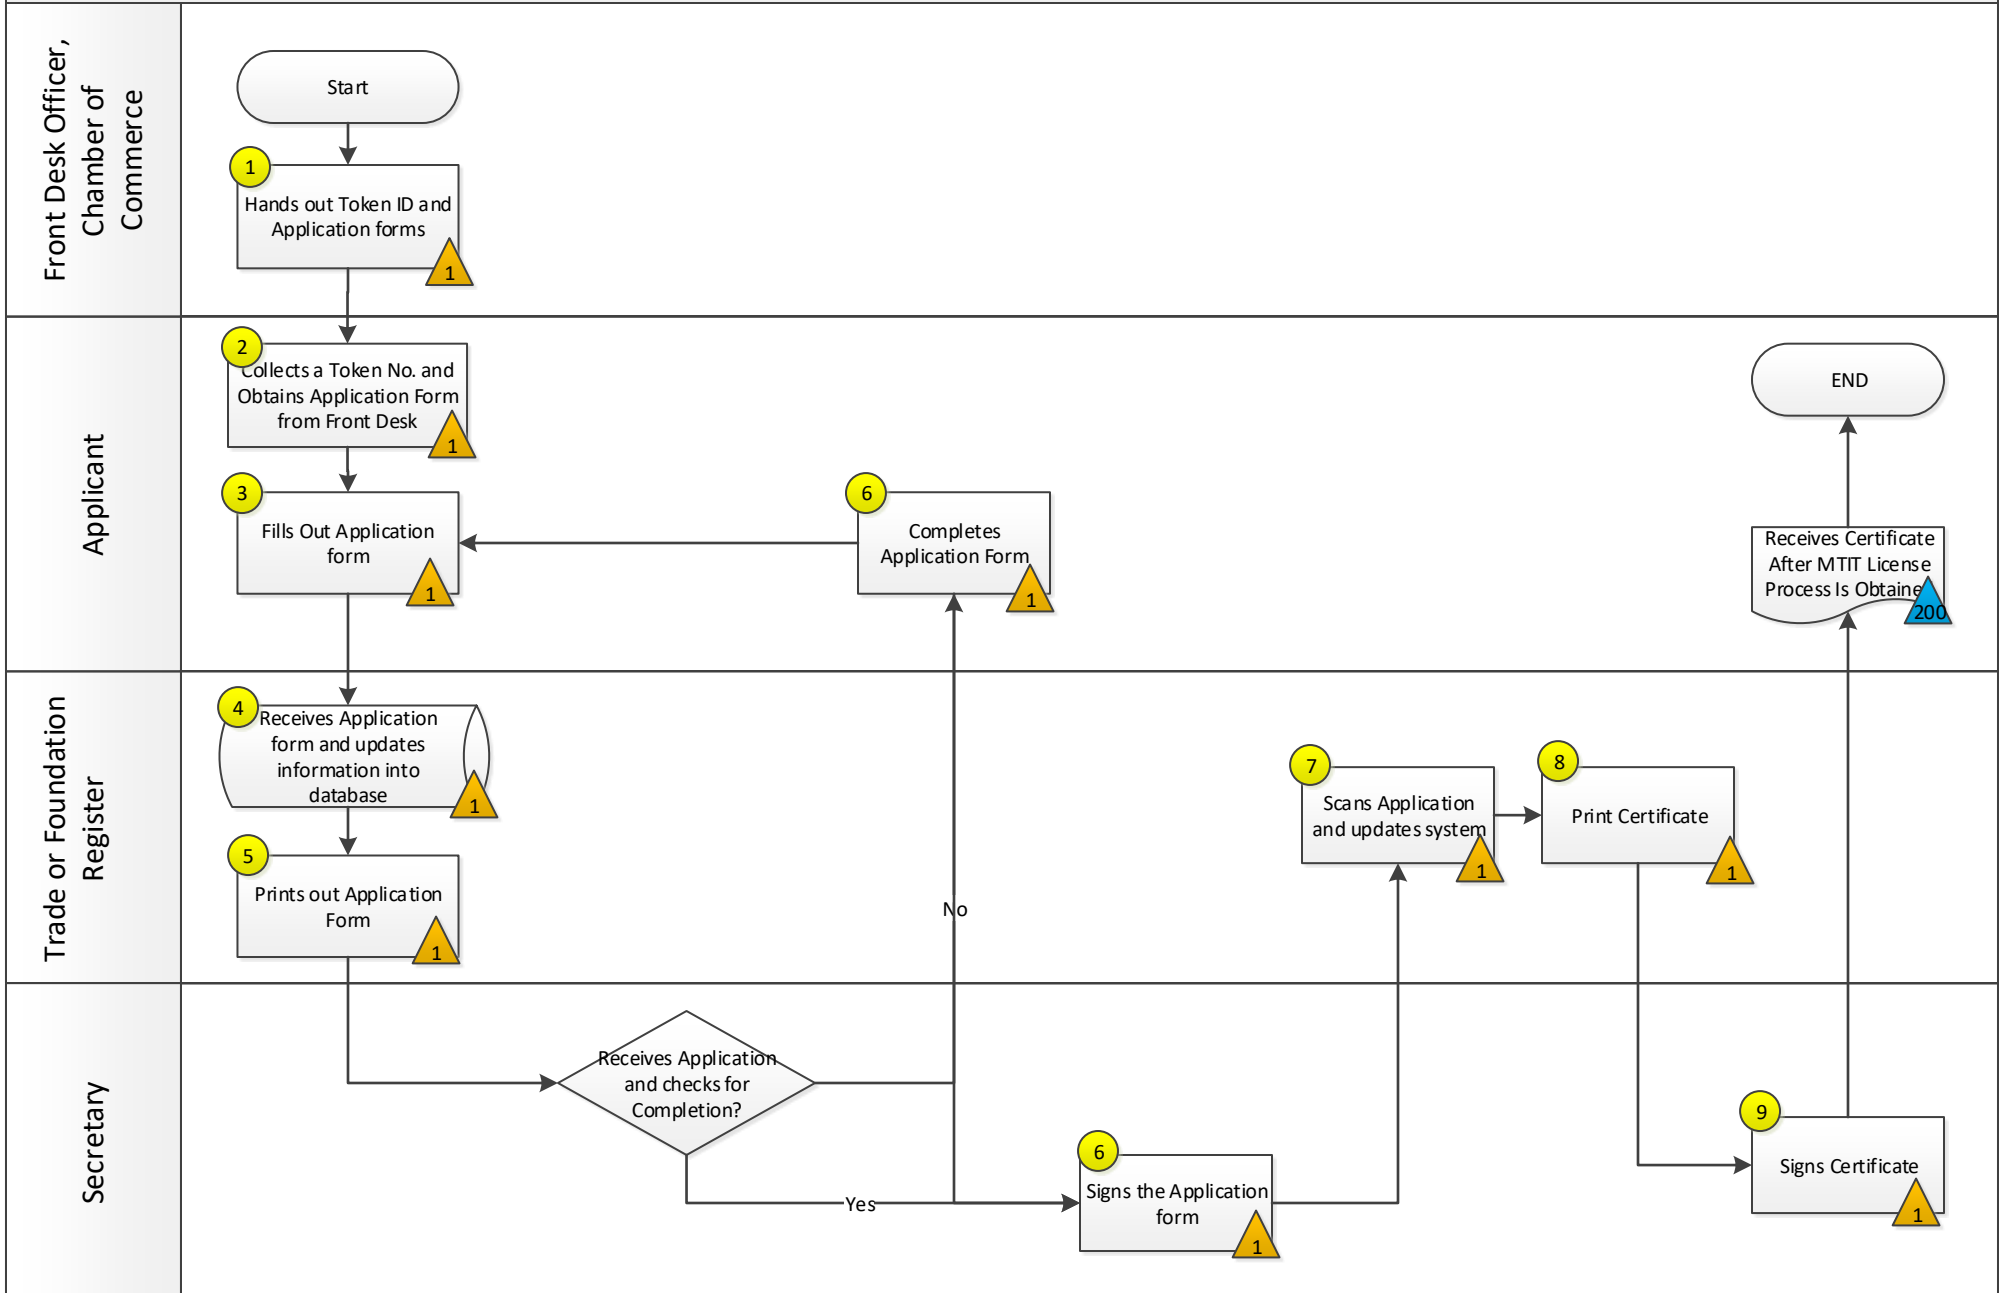 Front Desk Officer,
Chamber of
Commerce
Start
1
Hands out Token ID and
Application forms
1
Applicant
2
Collects a Token No. and
Obtains Application Form
from Front Desk
1
3
Fills Out Application
form
1
6
Completes
Application Form
1
END
Receives Certificate
After MTIT License
Process Is Obtaine
200
Trade or Foundation
Register
4
Receives Application
form and updates
information into
database
1
5
Prints out Application
Form
1
No
7
Scans Application
and updates system
1
8
Print Certificate
1
Secretary
Receives Application
and checks for
Completion?
Yes
6
Signs the Application
form
1
9
Signs Certificate
1